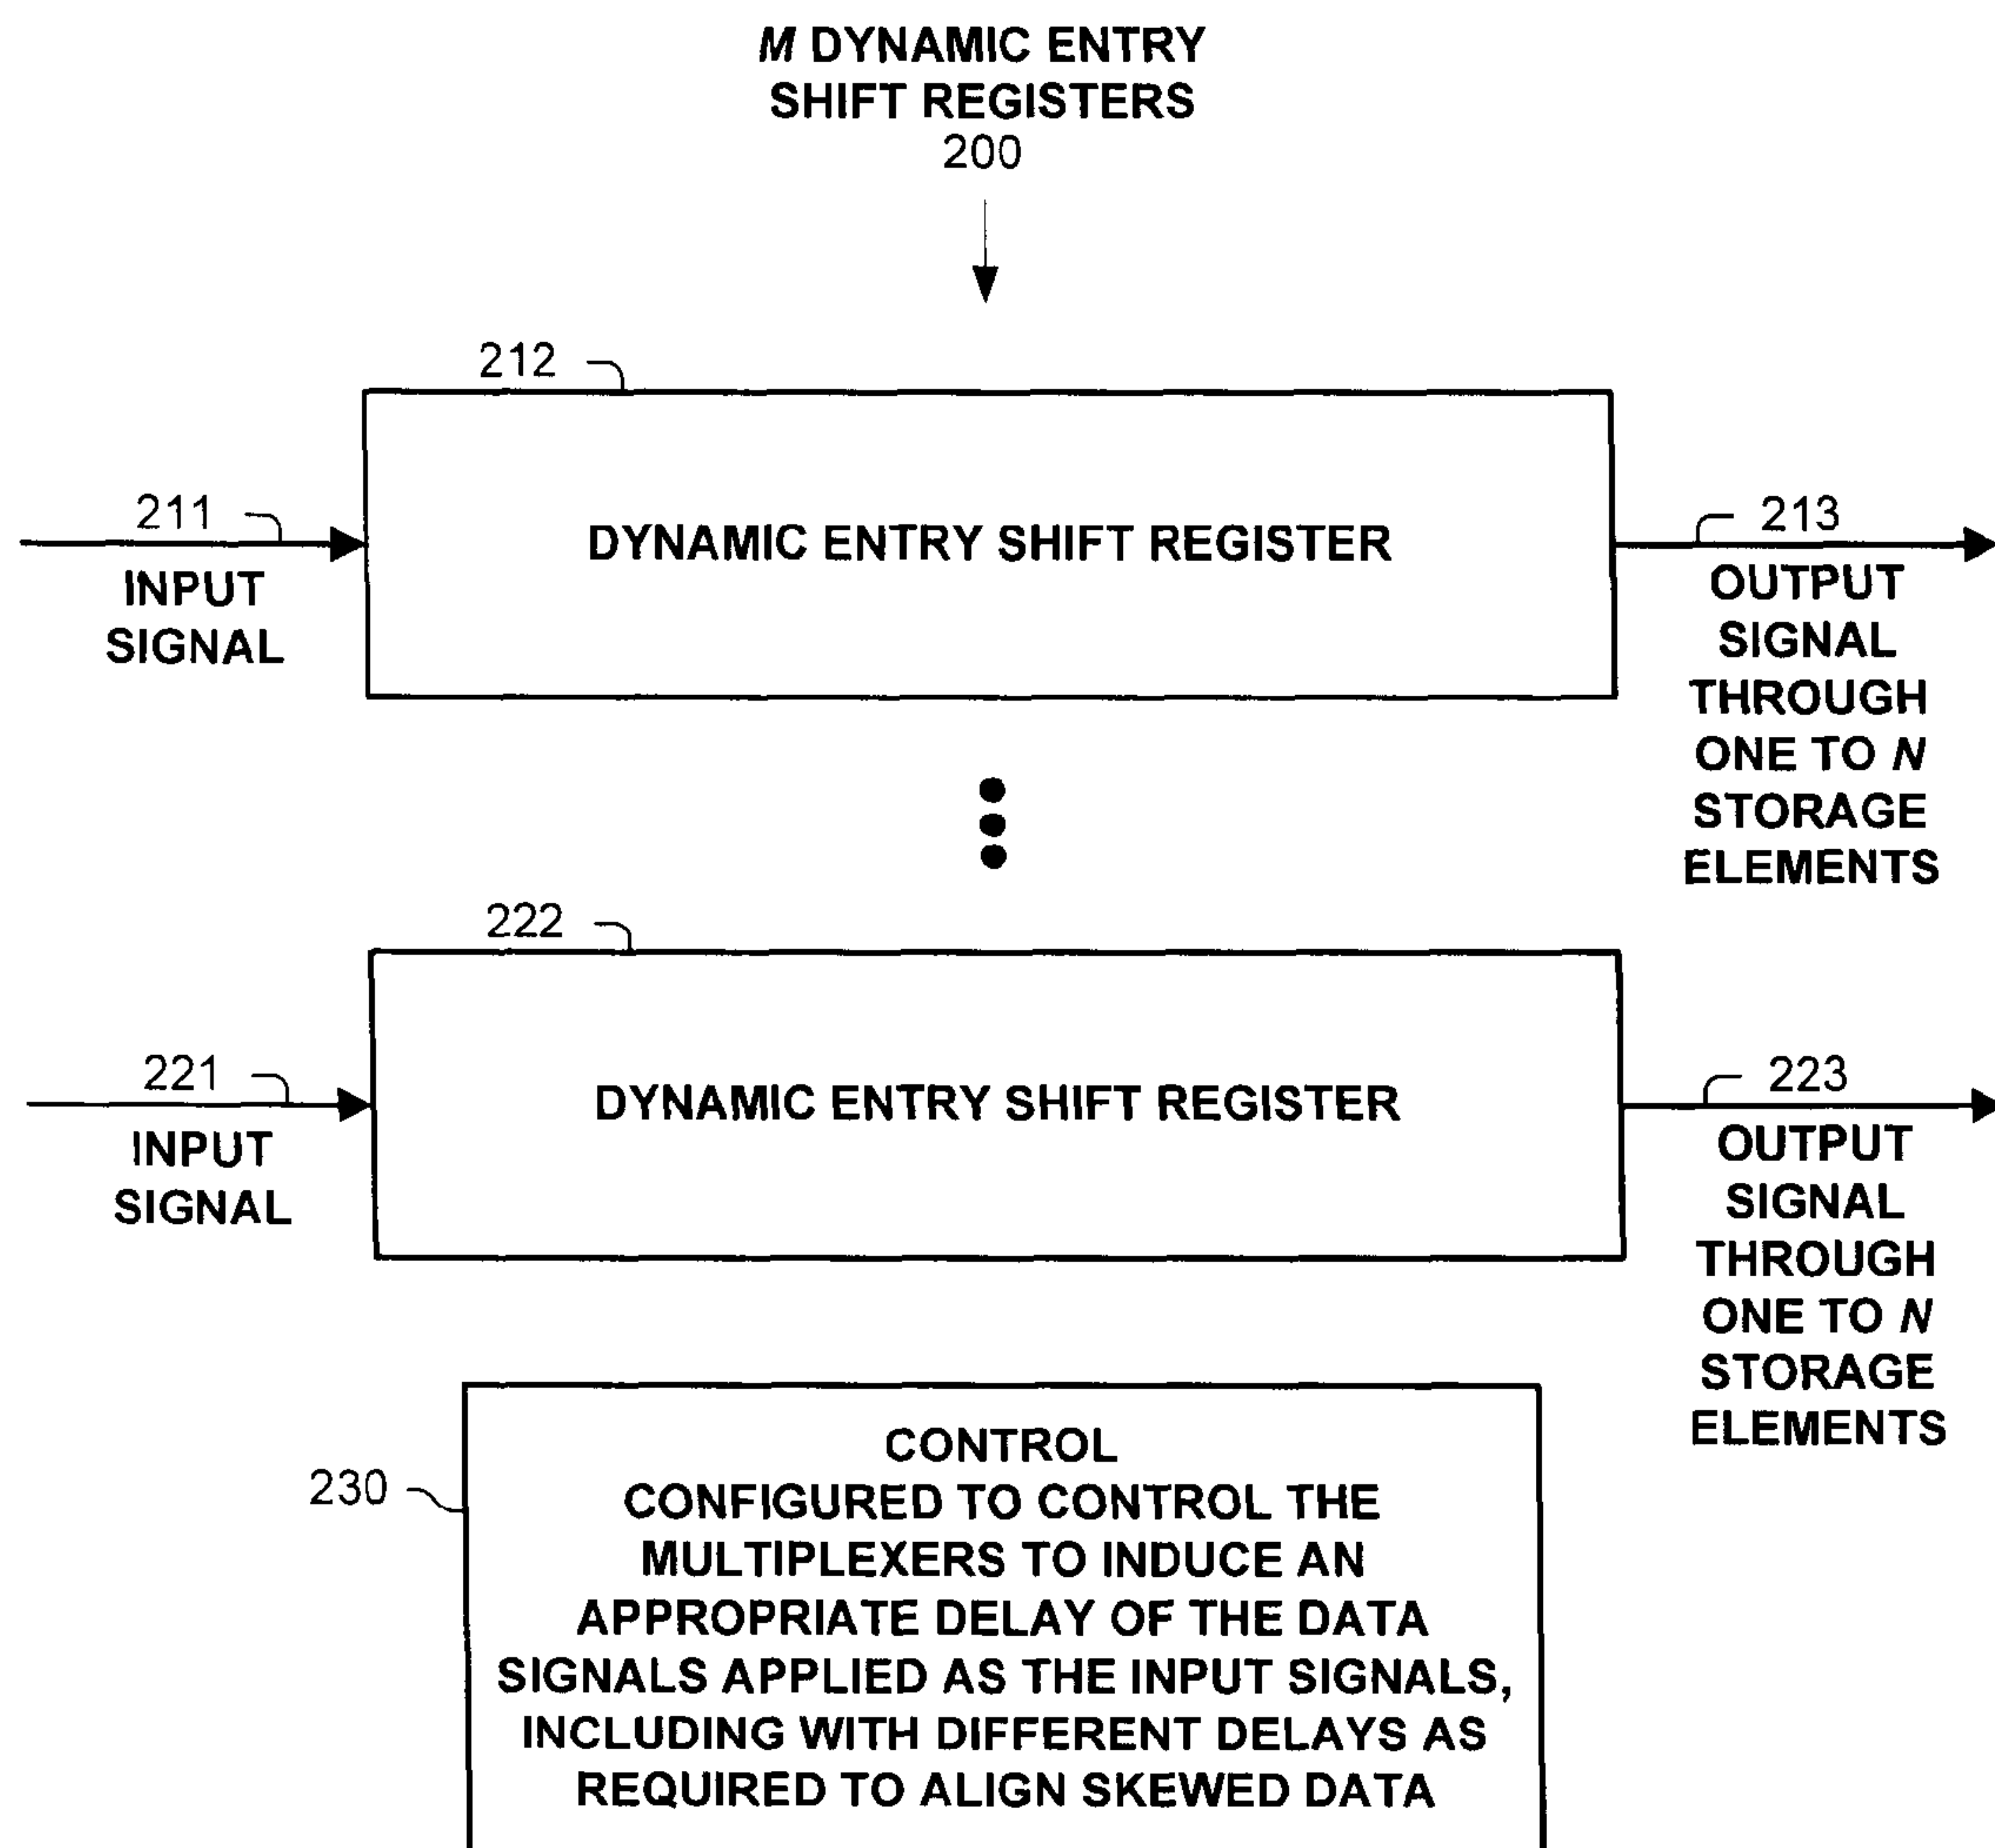 M DYNAMIC ENTRY
SHIFT REGISTERS
200
212
211
DYNAMIC ENTRY SHIFT REGISTER
213
INPUT
SIGNAL
OUTPUT
SIGNAL
THROUGH
ONE TO N
STORAGE
ELEMENTS
222
221
DYNAMIC ENTRY SHIFT REGISTER
223
INPUT
SIGNAL
OUTPUT
SIGNAL
THROUGH
ONE TO N
STORAGE
ELEMENTS
230
CONTROL
CONFIGURED TO CONTROL THE
MULTIPLEXERS TO INDUCE AN
APPROPRIATE DELAY OF THE DATA
SIGNALS APPLIED AS THE INPUT SIGNALS,
INCLUDING WITH DIFFERENT DELAYS AS
REQUIRED TO ALIGN SKEWED DATA